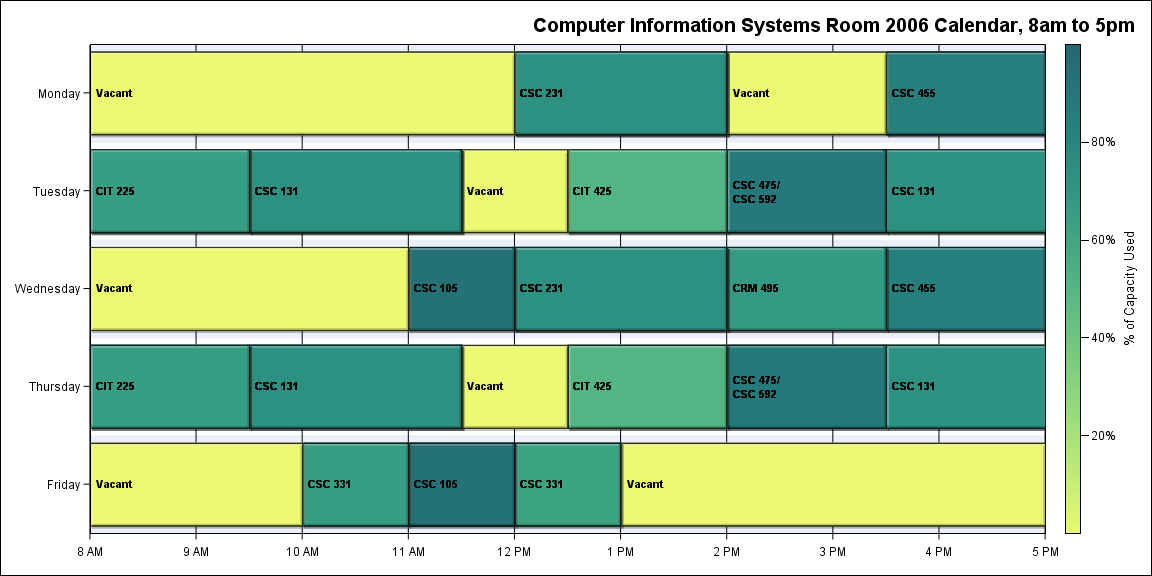 Computer Information Systems Room 2006 Calendar, 8am to 5pm
Monday
Vacant
CSC 231
Vacant
CSC 455
Tuesday
CIT 225
CSC 131
Vacant
CIT 425
CSC 475/
CSC 592
CSC 131
Wednesday
Vacant
CSC 105
CSC 231
CRM 495
CSC 455
Thursday
CIT 225
CSC 131
Vacant
CIT 425
CSC 475/
CSC 592
CSC 131
Friday
Vacant
CSC 331
CSC 105
CSC 331
Vacant
8 AM
9 AM
10 AM
11 AM
12 PM
1 PM
2 PM
3 PM
4 PM
5 PM
80%
60%
40%
20%
% of Capacity Used